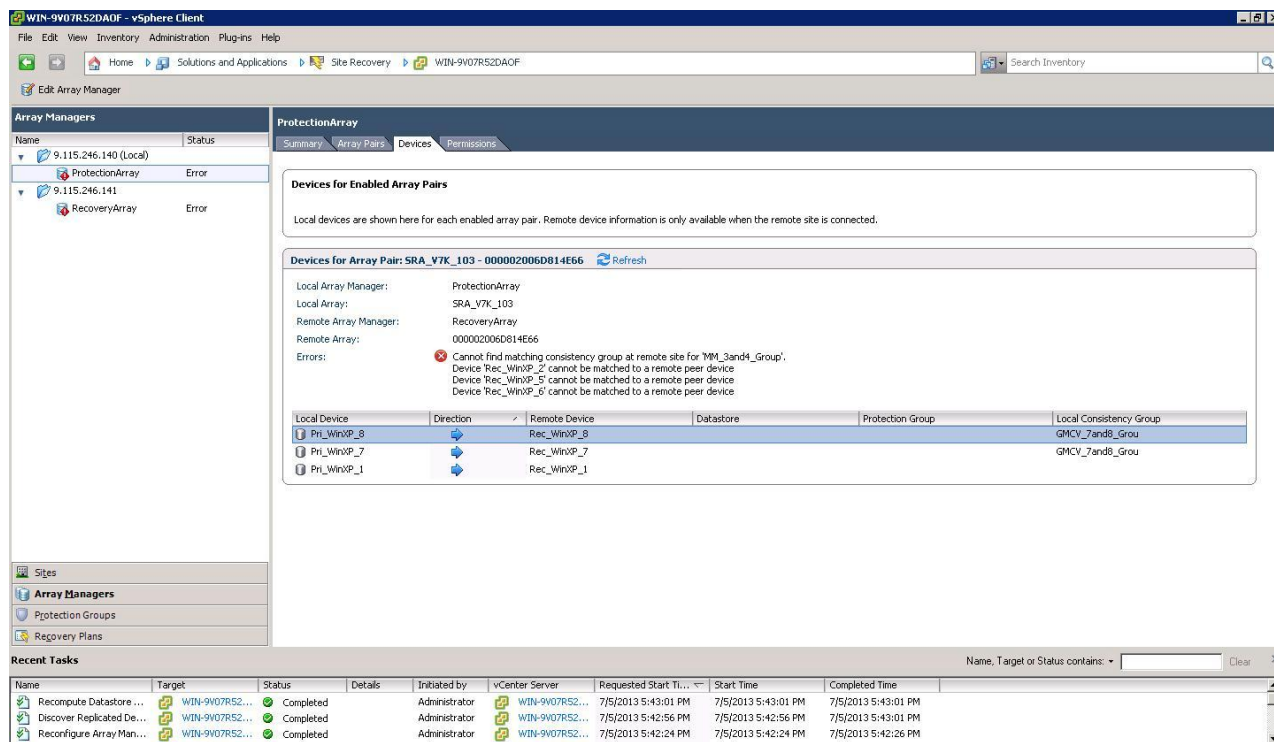 WIN-9V07R52DAOF - vSphere Client
File Edit View Inventory Administration Plug-ins Help
Home Solutions and Applications Site Recovery WIN-9V07R52DAOF Search Inventory
Edit Array Manager
Array Managers
Name Status
9.115.246.140 (Local)
ProtectionArray Error
9.115.246.141
RecoveryArray Error
Sites
Array Managers
Protection Groups
Recovery Plans
ProtectionArray
Summary Array Pairs Devices Permissions
Devices for Enabled Array Pairs
Local devices are shown here for each enabled array pair. Remote device information is only available when the remote site is connected.
Devices for Array Pair: SRA_V7K_103 - 000002006D814E66 Refresh
Local Array Manager: ProtectionArray
Local Array: SRA_V7K_103
Remote Array Manager: RecoveryArray
Remote Array: 000002006D814E66
Errors: Cannot find matching consistency group at remote site for 'MM_3and4_Group'.
Device 'Rec_WinXP_2' cannot be matched to a remote peer device
Device 'Rec_WinXP_5' cannot be matched to a remote peer device
Device 'Rec_WinXP_6' cannot be matched to a remote peer device
Local Device Direction Remote Device Datastore Protection Group Local Consistency Group
Pri_WinXP_8 Rec_WinXP_8 GMCV_7and8_Grou
Pri_WinXP_7 Rec_WinXP_7 GMCV_7and8_Grou
Pri_WinXP_1 Rec_WinXP_1
Recent Tasks Name, Target or Status contains: Clear
Name Target Status Details Initiated by vCenter Server Requested Start Ti... Start Time Completed Time
Recompute Datastore ... WIN-9V07R52... Completed Administrator WIN-9V07R52... 7/5/2013 5:43:01 PM 7/5/2013 5:43:01 PM 7/5/2013 5:43:01 PM
Discover Replicated De... WIN-9V07R52... Completed Administrator WIN-9V07R52... 7/5/2013 5:42:56 PM 7/5/2013 5:42:56 PM 7/5/2013 5:43:01 PM
Reconfigure Array Man... WIN-9V07R52... Completed Administrator WIN-9V07R52... 7/5/2013 5:42:24 PM 7/5/2013 5:42:24 PM 7/5/2013 5:42:26 PM